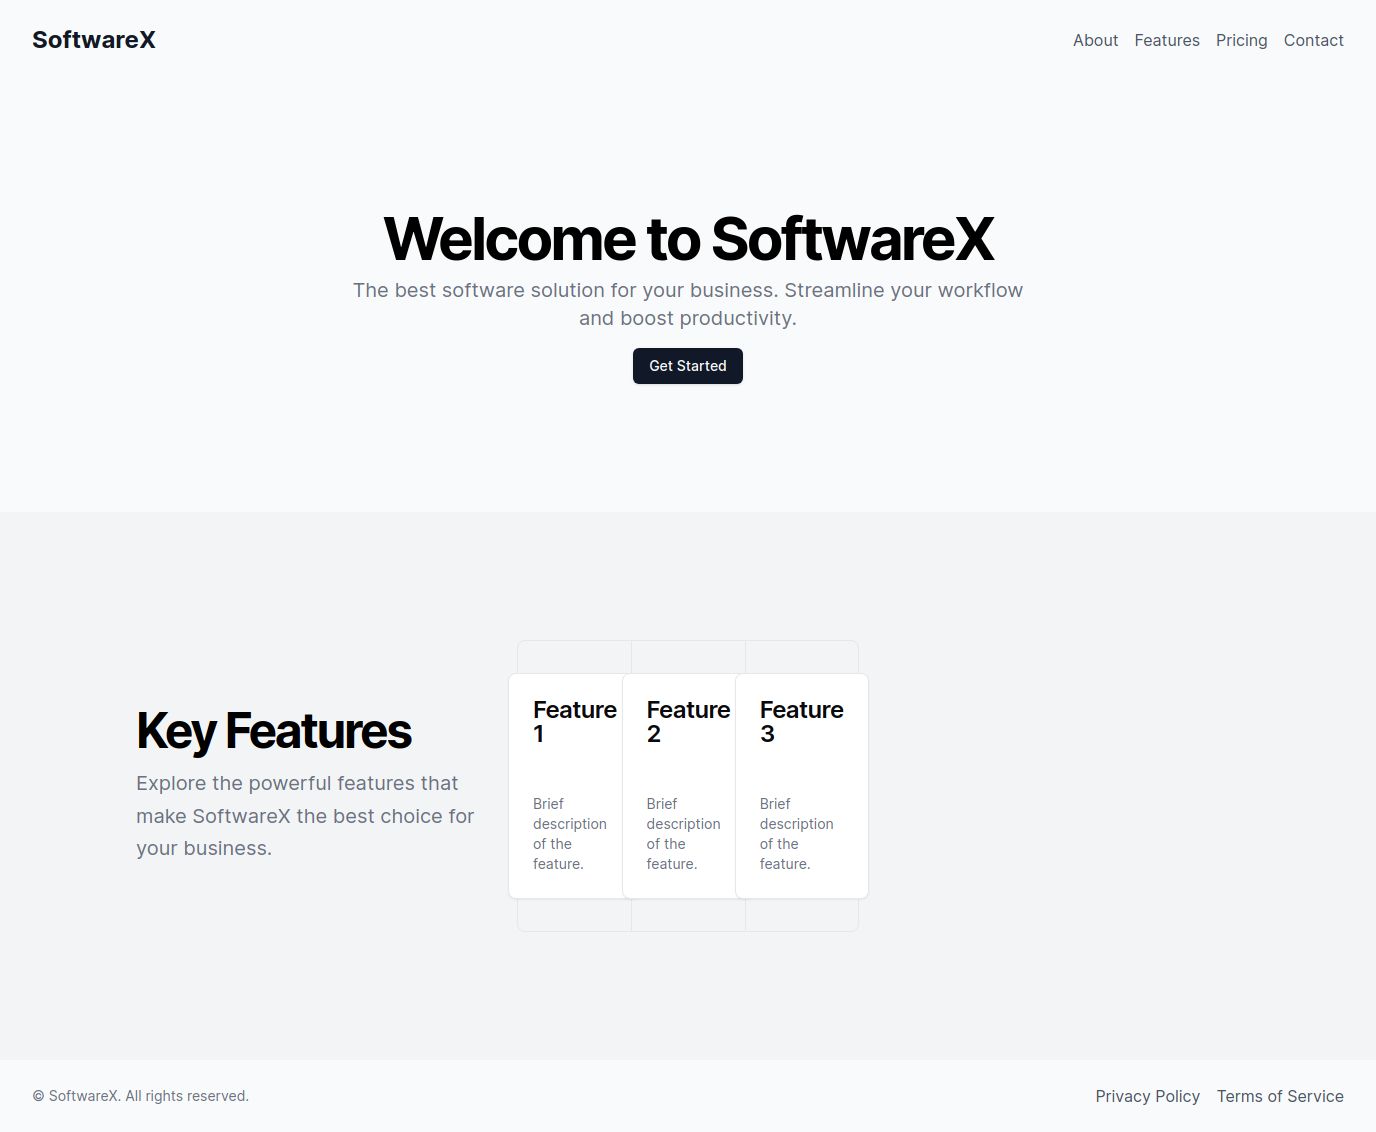 SoftwareX
About Features Pricing Contact
Welcome to SoftwareX
The best software solution for your business. Streamline your workflow
and boost productivity.
Get Started
Key Features
Explore the powerful features that
make SoftwareX the best choice for
your business.
Feature
1
Brief
description
of the
feature.
Feature
2
Brief
description
of the
feature.
Feature
3
Brief
description
of the
feature.
© SoftwareX. All rights reserved.
Privacy Policy Terms of Service